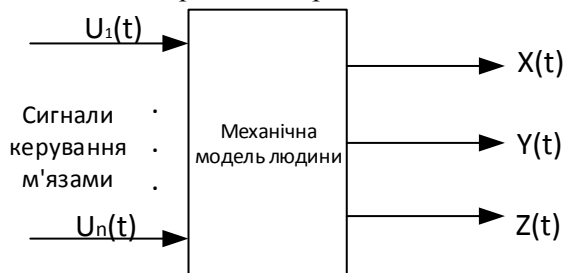 U₁(t)
X(t)
Сигнали
керування
м'язами
Механічна
модель людини
Y(t)
Uₙ(t)
Z(t)